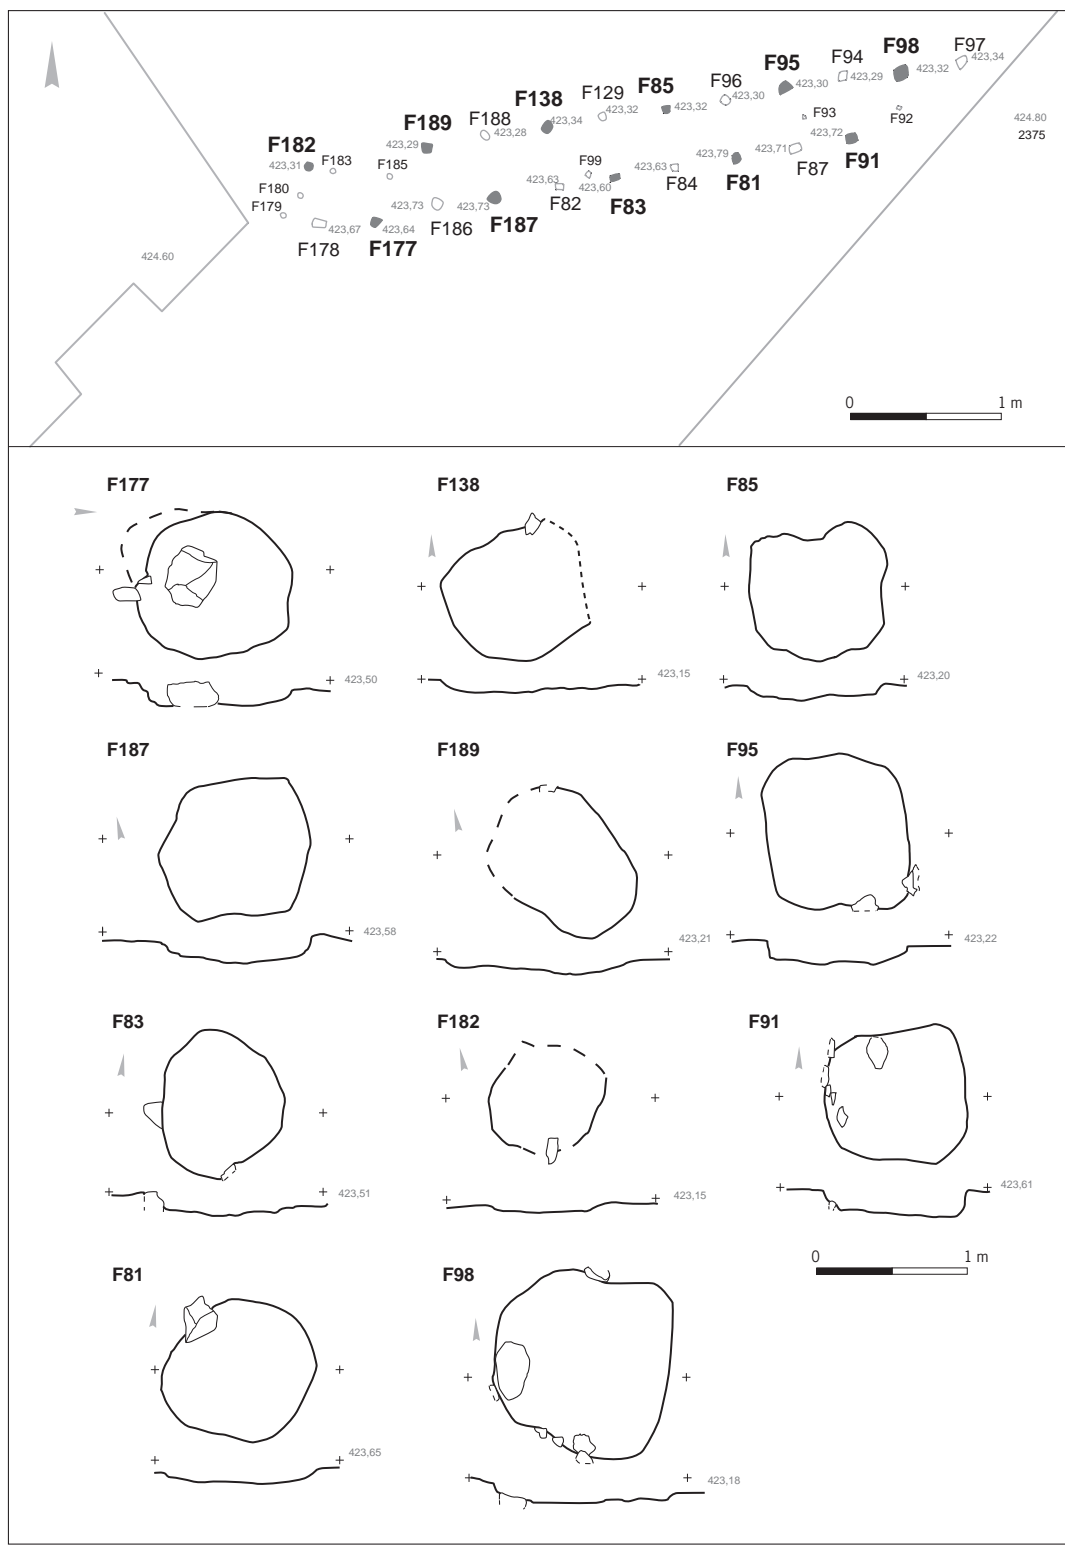 F98
F97
F95
F94
423,34
F96
423,32
F85
423,30
423,29
F129
423,30
F138
423,32
423,32
F93
F92
424.80
F188
423,34
423,72
2375
F189
423,28
F182
423,29
423,79
423,71
F91
423,31
F183
F99
423,63
F87
F185
F84
F81
423,63
423,60
F180
F82
F83
F179
423,73
423,73
423,67
423,64
F186
F187
F178
F177
424.60
0 1 m
F177
F138
F85
423,50
423,15
423,20
F187
F189
F95
423,58
423,21
423,22
F83
F182
F91
423,51
423,15
423,61
0 1 m
F81
F98
423,65
423,18